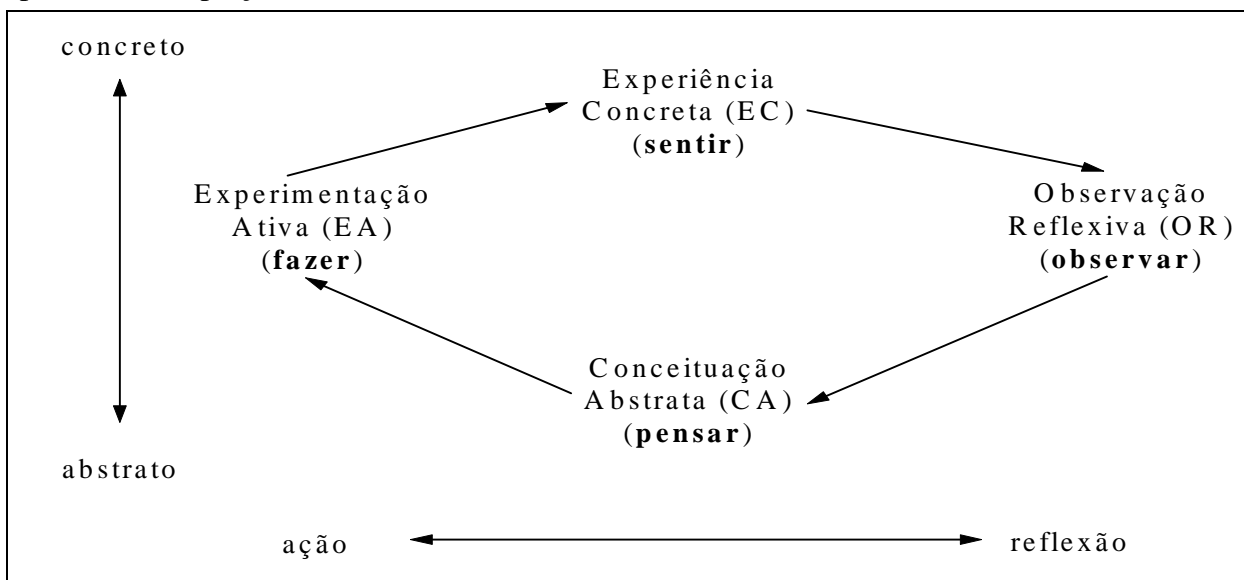 concreto
Experiência
Concreta (EC)
(sentir)
Experimentação
Ativa (EA)
(fazer)
Observação
Reflexiva (OR)
(observar)
Conceituação
Abstrata (CA)
(pensar)
abstrato
ação
reflexão